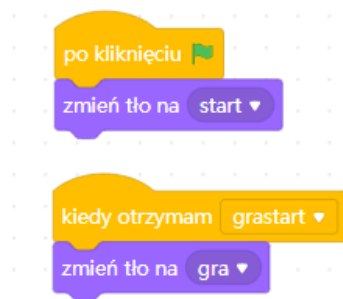 po kliknięciu
zmień tło na start
kiedy otrzymam grastart
zmień tło na gra